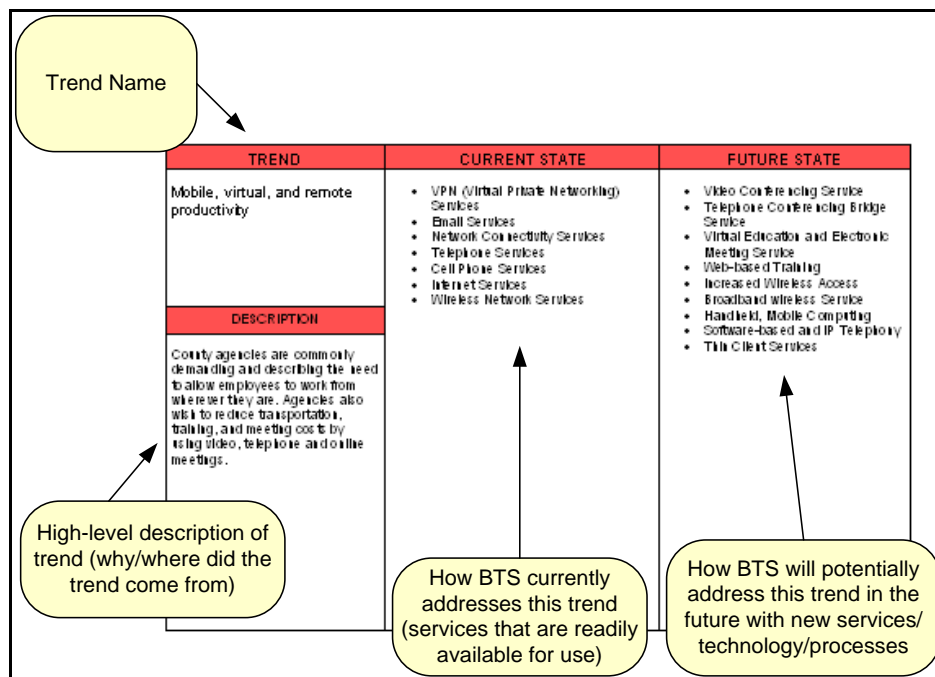 Trend Name
TREND
CURRENT STATE
FUTURE STATE
Mobile, virtual, and remote
productivity
DESCRIPTION
County agencies are commonly
demanding and describing the need
to allow employees to work from
wherever they are. Agencies also
wish to reduce transportation,
training, and meeting costs by
using video, telephone and online
meetings.
• VPN (Virtual Private Networking)
Services
• Email Services
• Network Connectivity Services
• Telephone Services
• Cell Phone Services
• Internet Services
• Wireless Network Services
• Video Conferencing Service
• Telephone Conferencing Bridge
Service
• Virtual Education and Electronic
Meeting Service
• Web-based Training
• Increased Wireless Access
• Broadband wireless Service
• Handheld, Mobile Computing
• Software-based and IP Telephony
• Thin Client Services
High-level description of
trend (why/where did the
trend come from)
How BTS currently
addresses this trend
(services that are readily
available for use)
How BTS will potentially
address this trend in the
future with new services/
technology/processes